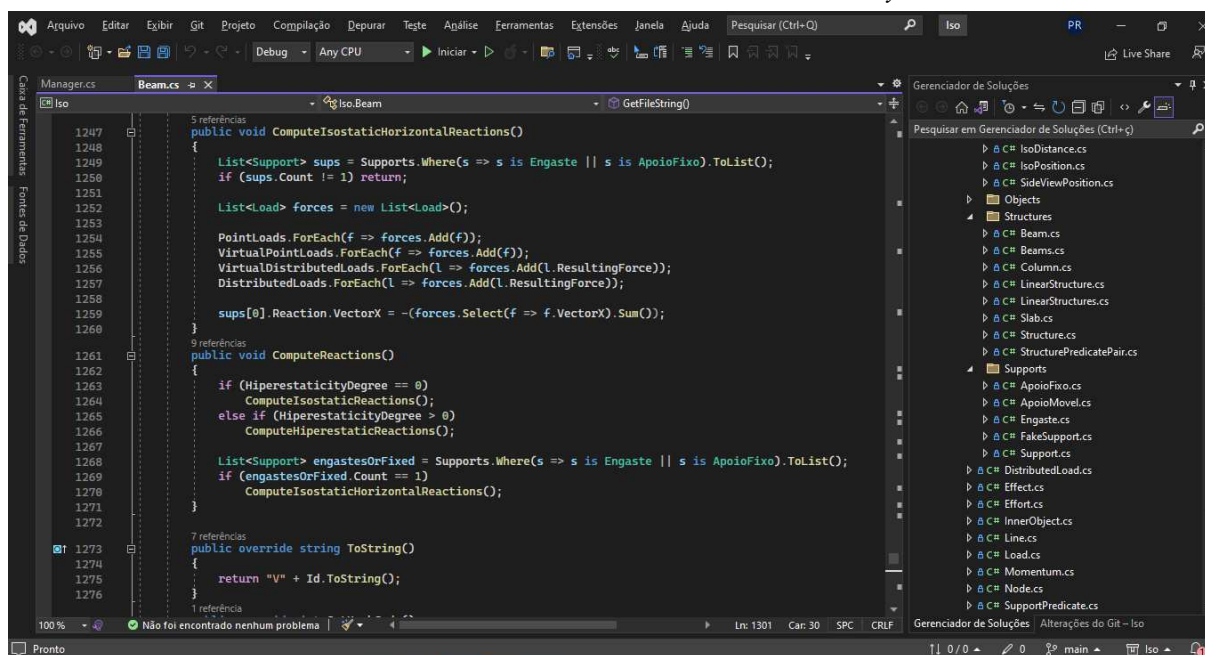 Arquivo Editar Exibir Git Projeto Compilação Depurar Teste Análise Ferramentas Extensões Janela Ajuda Pesquisar (Ctrl+Q) Iso PR
Debug Any CPU Iniciar Live Share
Caixa de Ferramentas
Fontes de Dados
Manager.cs Beam.cs
Iso Iso.Beam GetFileString()
5 referências
1247 public void ComputeIsostaticHorizontalReactions()
1248 {
1249 List<Support> sups = Supports.Where(s => s is Engaste || s is ApoioFixo).ToList();
1250 if (sups.Count != 1) return;
1251
1252 List<Load> forces = new List<Load>();
1253
1254 PointLoads.ForEach(f => forces.Add(f));
1255 VirtualPointLoads.ForEach(f => forces.Add(f));
1256 VirtualDistributedLoads.ForEach(l => forces.Add(l.ResultingForce));
1257 DistributedLoads.ForEach(l => forces.Add(l.ResultingForce));
1258
1259 sups[0].Reaction.VectorX = -(forces.Select(f => f.VectorX).Sum());
1260 }
9 referências
1261 public void ComputeReactions()
1262 {
1263 if (HiperestaticityDegree == 0)
1264 ComputeIsostaticReactions();
1265 else if (HiperestaticityDegree > 0)
1266 ComputeHiperestaticReactions();
1267
1268 List<Support> engastesOrFixed = Supports.Where(s => s is Engaste || s is ApoioFixo).ToList();
1269 if (engastesOrFixed.Count == 1)
1270 ComputeIsostaticHorizontalReactions();
1271 }
1272
7 referências
1273 public override string ToString()
1274 {
1275 return "V" + Id.ToString();
1276 }
1 referência
100 % Não foi encontrado nenhum problema Ln: 1301 Car: 30 SPC CRLF
Gerenciador de Soluções
Pesquisar em Gerenciador de Soluções (Ctrl+ç)
C# IsoDistance.cs
C# IsoPosition.cs
C# SideViewPosition.cs
Objects
Structures
C# Beam.cs
C# Beams.cs
C# Column.cs
C# LinearStructure.cs
C# LinearStructures.cs
C# Slab.cs
C# Structure.cs
C# StructurePredicatePair.cs
Supports
C# ApoioFixo.cs
C# ApoioMovel.cs
C# Engaste.cs
C# FakeSupport.cs
C# Support.cs
C# DistributedLoad.cs
C# Effect.cs
C# Effort.cs
C# InnerObject.cs
C# Line.cs
C# Load.cs
C# Momentum.cs
C# Node.cs
C# SupportPredicate.cs
Gerenciador de Soluções Alterações do Git – Iso
Pronto 0/0 0 main Iso